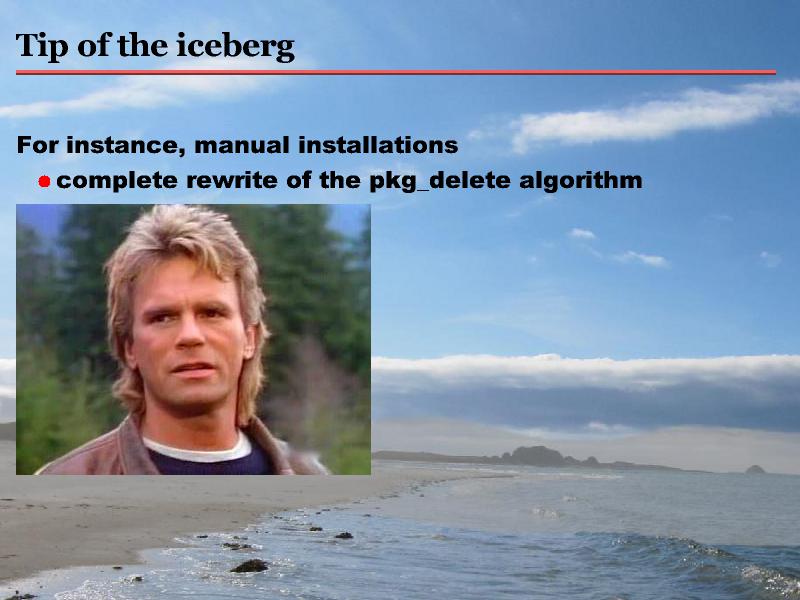 Tip of the iceberg
For instance, manual installations
complete rewrite of the pkg_delete algorithm